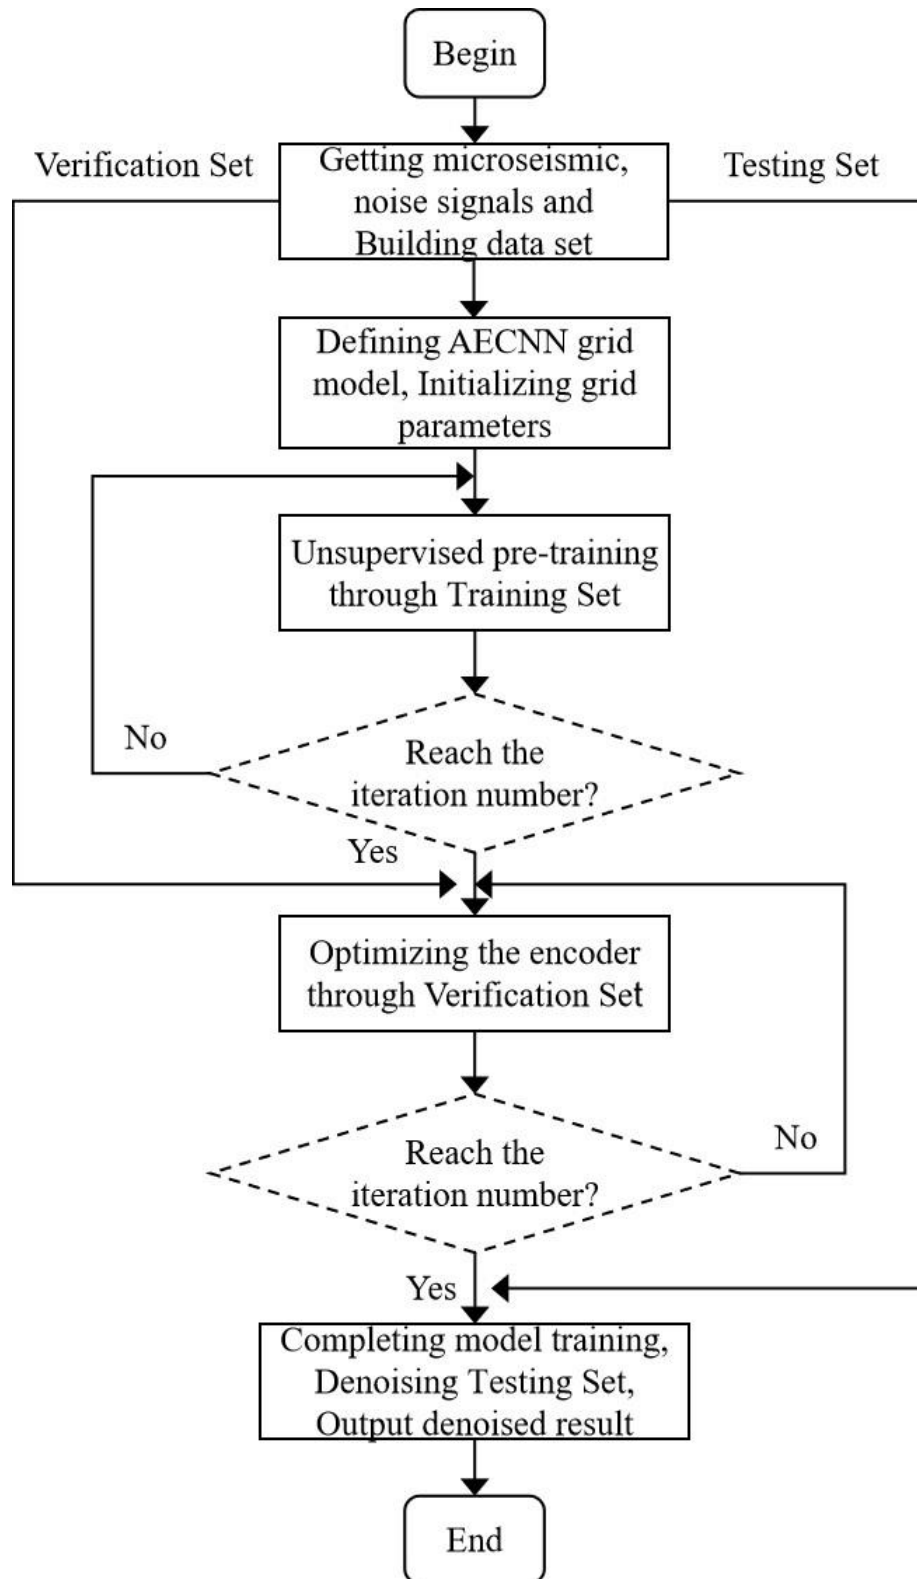 Begin
Verification Set
Getting microseismic,
noise signals and
Building data set
Testing Set
Defining AECNN grid
model, Initializing grid
parameters
Unsupervised pre-training
through Training Set
No
Reach the
iteration number?
Yes
Optimizing the encoder
through Verification Set
No
Reach the
iteration number?
Yes
Completing model training,
Denoising Testing Set,
Output denoised result
End